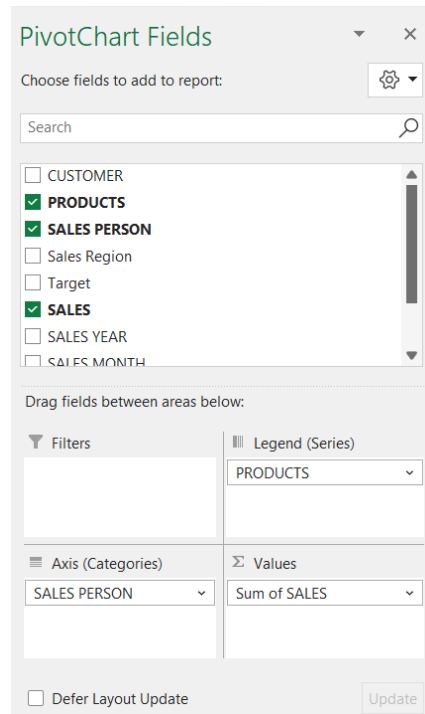 PivotChart Fields
Choose fields to add to report:
Search
CUSTOMER
PRODUCTS
SALES PERSON
Sales Region
Target
SALES
SALES YEAR
SALES MONTH
Drag fields between areas below:
Filters
Legend (Series)
PRODUCTS
Axis (Categories)
Σ Values
SALES PERSON
Sum of SALES
Defer Layout Update
Update